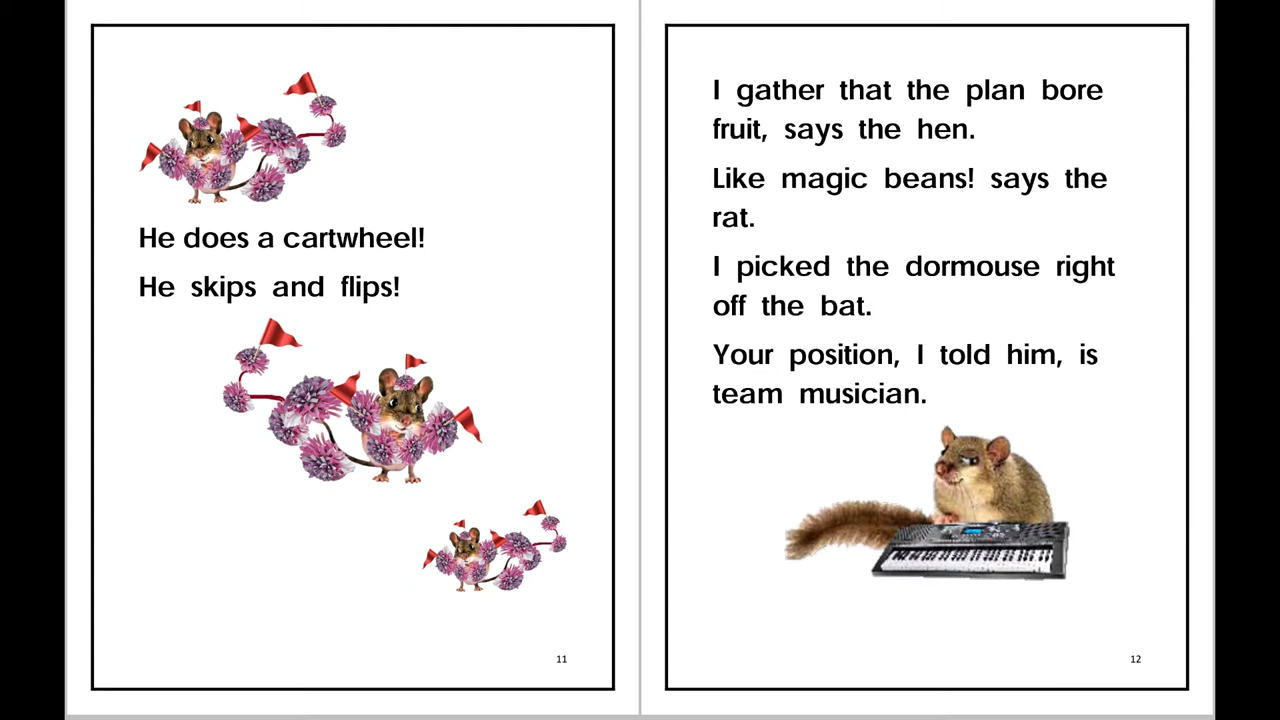 He does a cartwheel!
He skips and flips!
11
I gather that the plan bore
fruit, says the hen.
Like magic beans! says the
rat.
I picked the dormouse right
off the bat.
Your position, I told him, is
team musician.
12